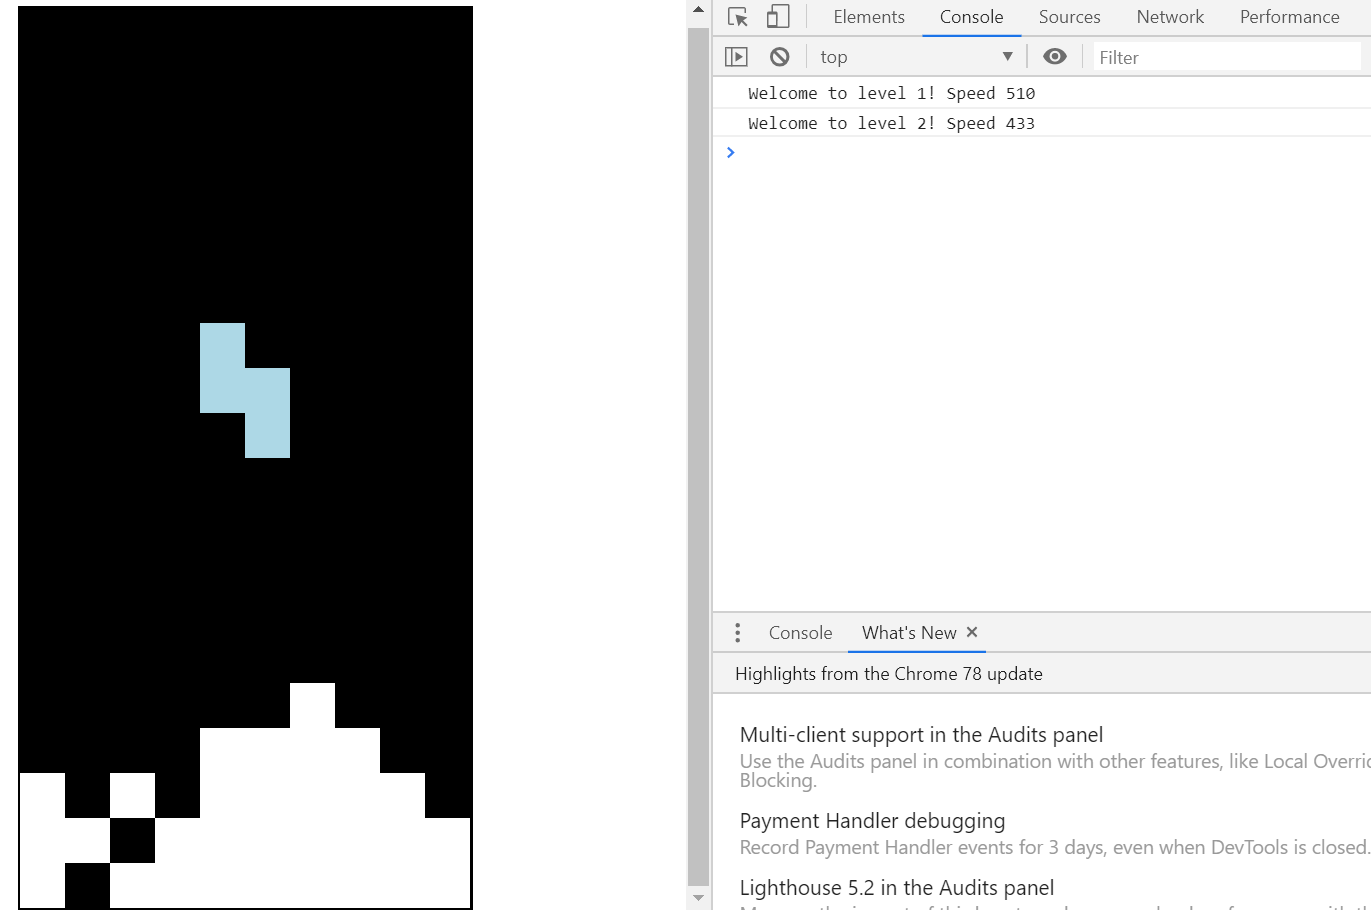 Elements Console Sources Network Performance
top Filter
Welcome to level 1! Speed 510
Welcome to level 2! Speed 433
Console What's New
Highlights from the Chrome 78 update
Multi-client support in the Audits panel
Use the Audits panel in combination with other features, like Local Overri
Blocking.
Payment Handler debugging
Record Payment Handler events for 3 days, even when DevTools is closed.
Lighthouse 5.2 in the Audits panel